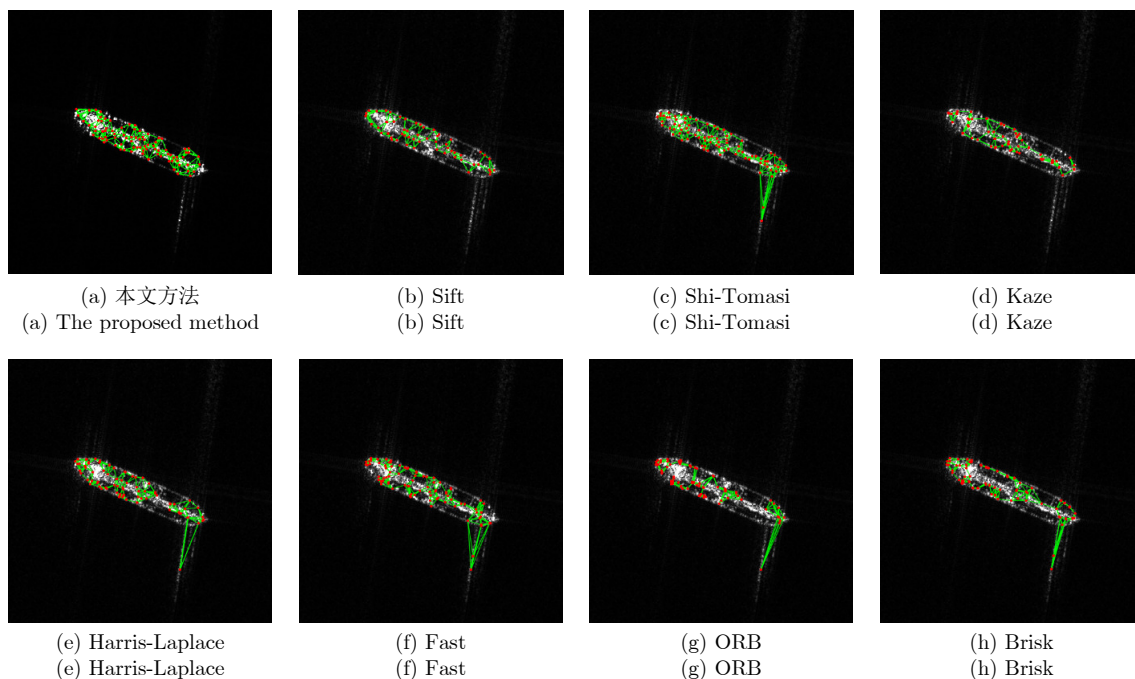 (a) 本文方法
(a) The proposed method
(b) Sift
(b) Sift
(c) Shi-Tomasi
(c) Shi-Tomasi
(d) Kaze
(d) Kaze
(e) Harris-Laplace
(e) Harris-Laplace
(f) Fast
(f) Fast
(g) ORB
(g) ORB
(h) Brisk
(h) Brisk